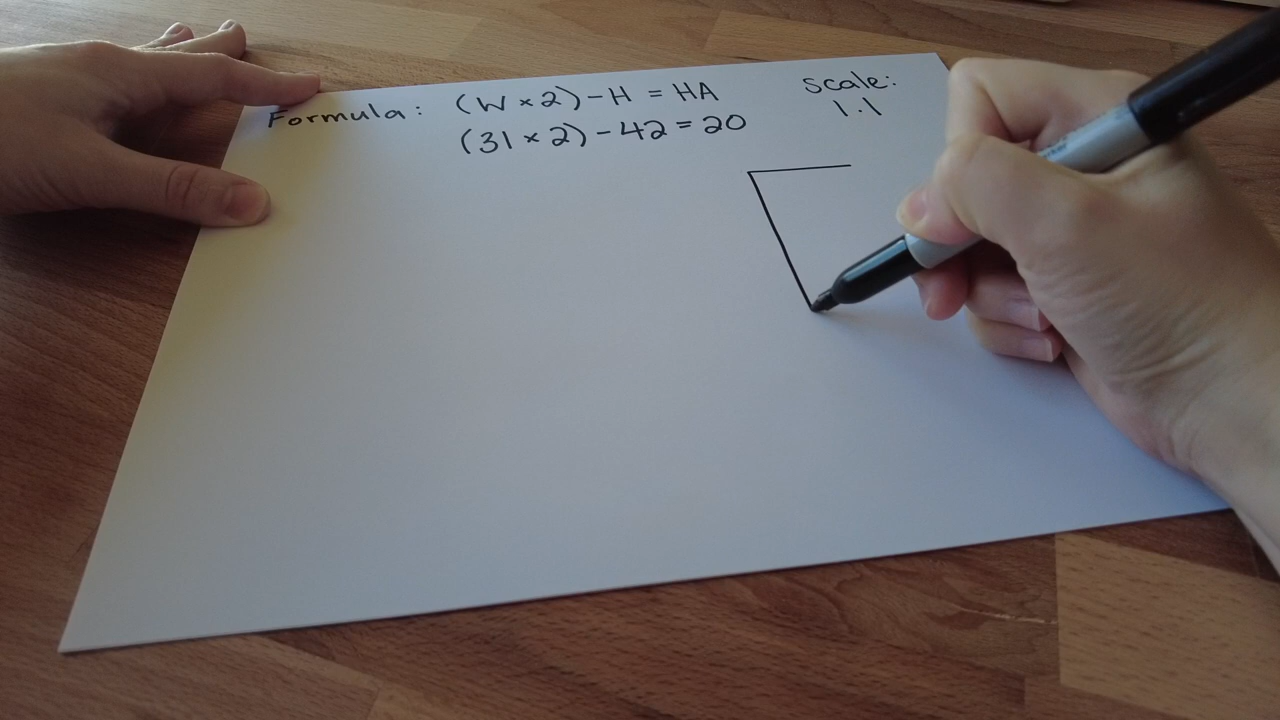 Formula: (W × 2) - H = HA
(31 × 2) - 42 = 20
Scale:
1.1